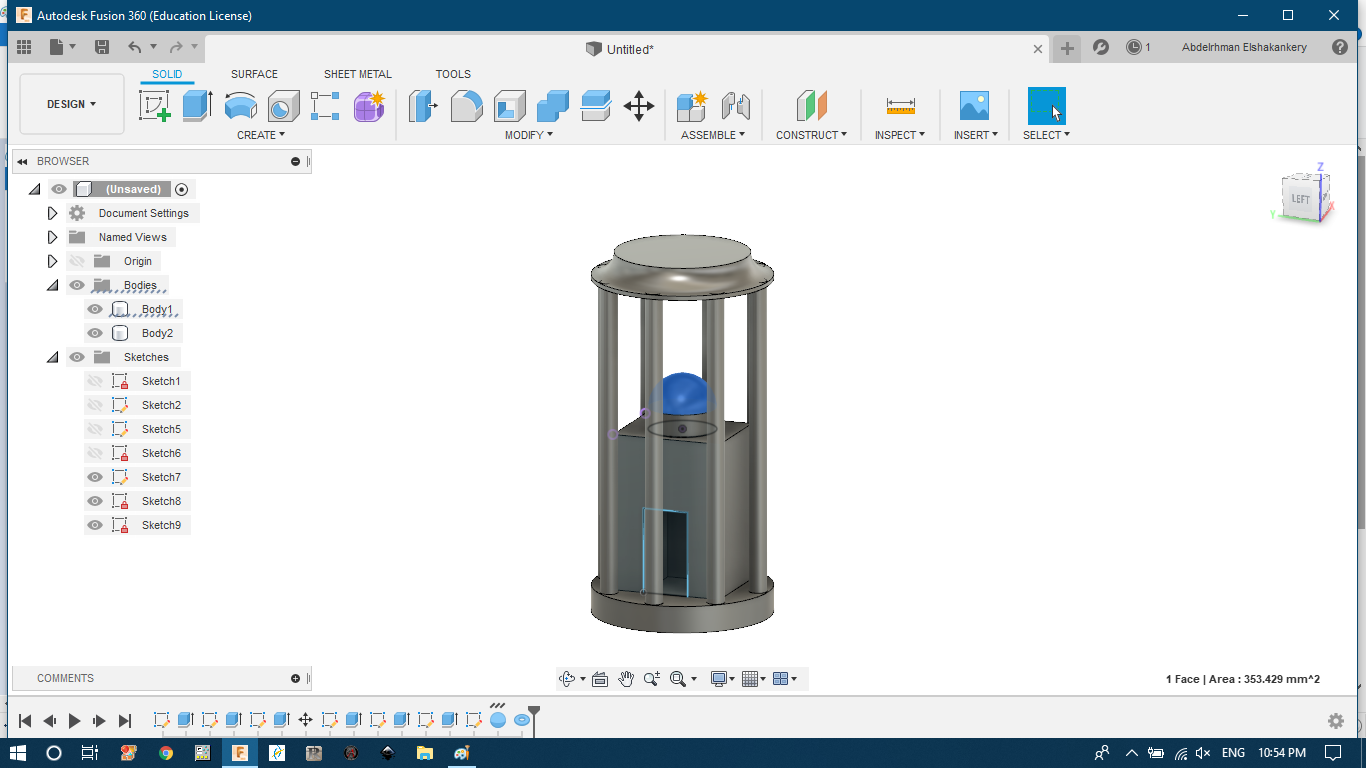 Autodesk Fusion 360 (Education License)
Untitled*
1
Abdelrhman Elshakankery
SOLID SURFACE SHEET METAL TOOLS
DESIGN
CREATE MODIFY ASSEMBLE CONSTRUCT INSPECT INSERT SELECT
BROWSER
(Unsaved)
Document Settings
Named Views
Origin
Bodies
Body1
Body2
Sketches
Sketch1
Sketch2
Sketch5
Sketch6
Sketch7
Sketch8
Sketch9
Z
LEFT
Y
X
COMMENTS
1 Face | Area : 353.429 mm^2
ENG 10:54 PM